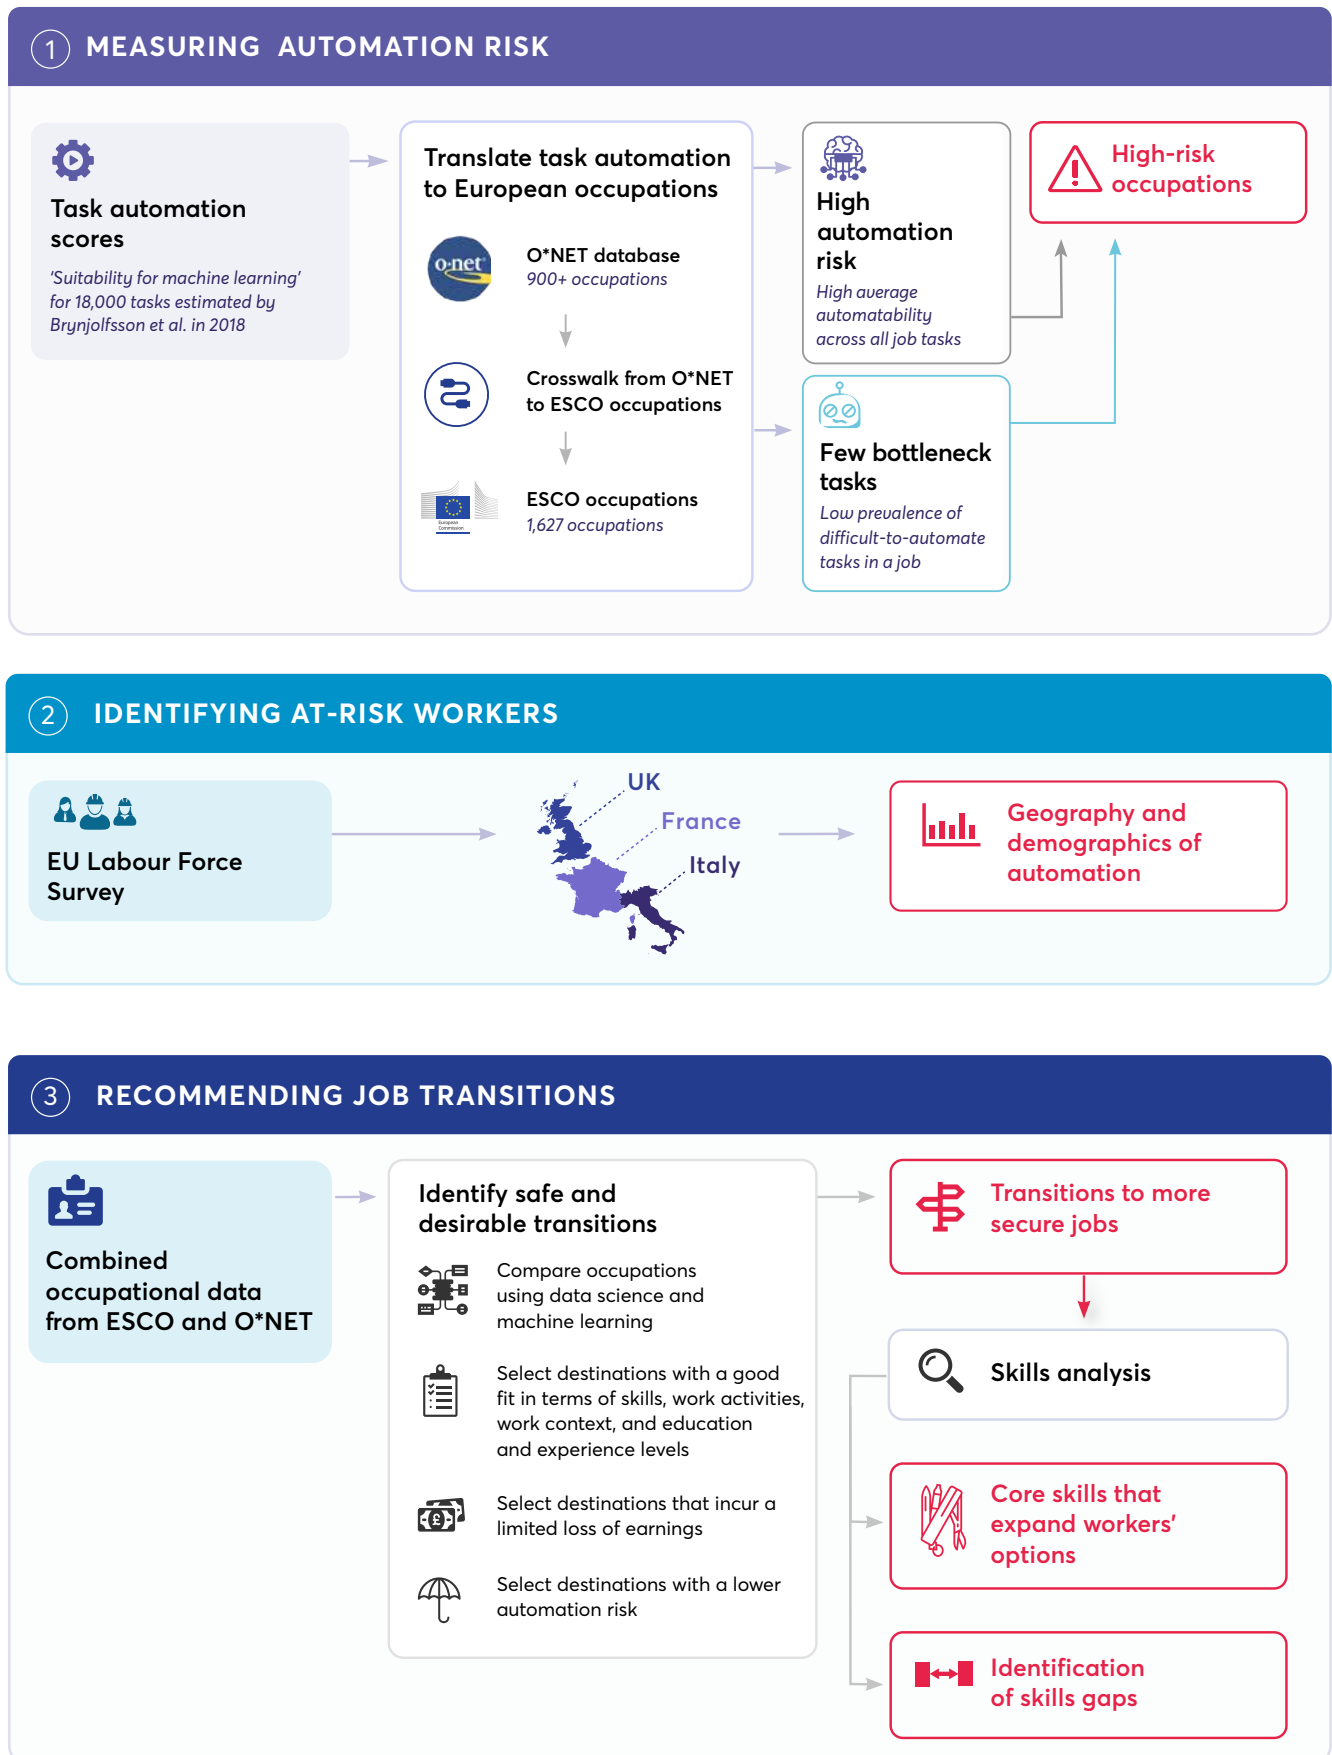 1 MEASURING AUTOMATION RISK
Task automation
scores
'Suitability for machine learning'
for 18,000 tasks estimated by
Brynjolfsson et al. in 2018
Translate task automation
to European occupations
o·net
O*NET database
900+ occupations
Crosswalk from O*NET
to ESCO occupations
European
Commission
ESCO occupations
1,627 occupations
High
automation
risk
High average
automatability
across all job tasks
Few bottleneck
tasks
Low prevalence of
difficult-to-automate
tasks in a job
High-risk
occupations
2 IDENTIFYING AT-RISK WORKERS
EU Labour Force
Survey
UK
France
Italy
Geography and
demographics of
automation
3 RECOMMENDING JOB TRANSITIONS
Combined
occupational data
from ESCO and O*NET
Identify safe and
desirable transitions
Compare occupations
using data science and
machine learning
Select destinations with a good
fit in terms of skills, work activities,
work context, and education
and experience levels
£
Select destinations that incur a
limited loss of earnings
Select destinations with a lower
automation risk
Transitions to more
secure jobs
Skills analysis
Core skills that
expand workers'
options
Identification
of skills gaps